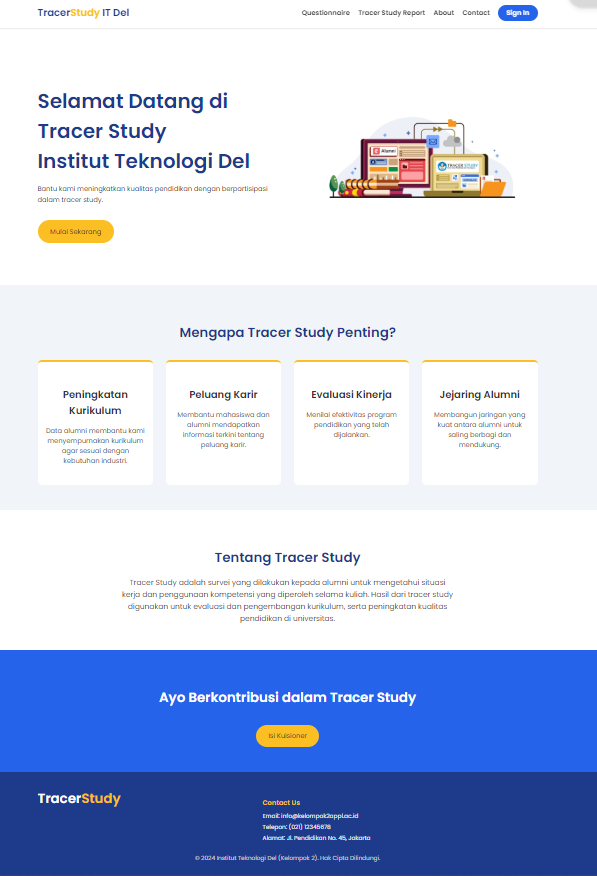 TracerStudy IT Del
Questionnaire Tracer Study Report About Contact Sign In
Selamat Datang di
Tracer Study
Institut Teknologi Del
Bantu kami meningkatkan kualitas pendidikan dengan berpartisipasi
dalam tracer study.
Mulai Sekarang
Alumni
TRACER STUDY
Mengapa Tracer Study Penting?
Peningkatan
Kurikulum
Data alumni membantu kami
menyempurnakan kurikulum
agar sesuai dengan
kebutuhan industri.
Peluang Karir
Membantu mahasiswa dan
alumni mendapatkan
informasi terkini tentang
peluang karir.
Evaluasi Kinerja
Menilai efektivitas program
pendidikan yang telah
dijalankan.
Jejaring Alumni
Membangun jaringan yang
kuat antara alumni untuk
saling berbagi dan
mendukung.
Tentang Tracer Study
Tracer Study adalah survei yang dilakukan kepada alumni untuk mengetahui situasi
kerja dan penggunaan kompetensi yang diperoleh selama kuliah. Hasil dari tracer study
digunakan untuk evaluasi dan pengembangan kurikulum, serta peningkatan kualitas
pendidikan di universitas.
Ayo Berkontribusi dalam Tracer Study
Isi Kuisioner
TracerStudy
Contact Us
Email: info@kelompok2appl.ac.id
Telepon: (021) 12345678
Alamat: Jl. Pendidikan No. 45, Jakarta
© 2024 Institut Teknologi Del (Kelompok 2). Hak Cipta Dilindungi.